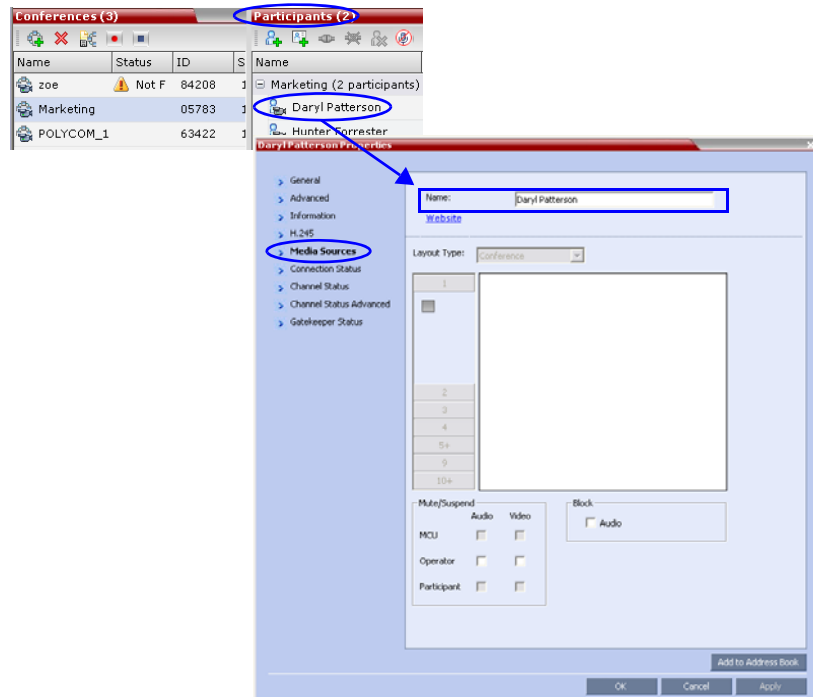 Conferences (3)
Participants (2)
Name Status ID S
Name
zoe Not F 84208 1
Marketing 05783 1
POLYCOM_1 63422 1
Marketing (2 participants)
Daryl Patterson
Hunter Forrester
Daryl Patterson Properties
General
Advanced
Information
H.245
Media Sources
Connection Status
Channel Status
Channel Status Advanced
Gatekeeper Status
Name: Daryl Patterson
Website
Layout Type: Conference
1
2
3
4
5+
9
10+
Mute/Suspend
Audio Video
MCU
Operator
Participant
Block
Audio
Add to Address Book
OK Cancel Apply